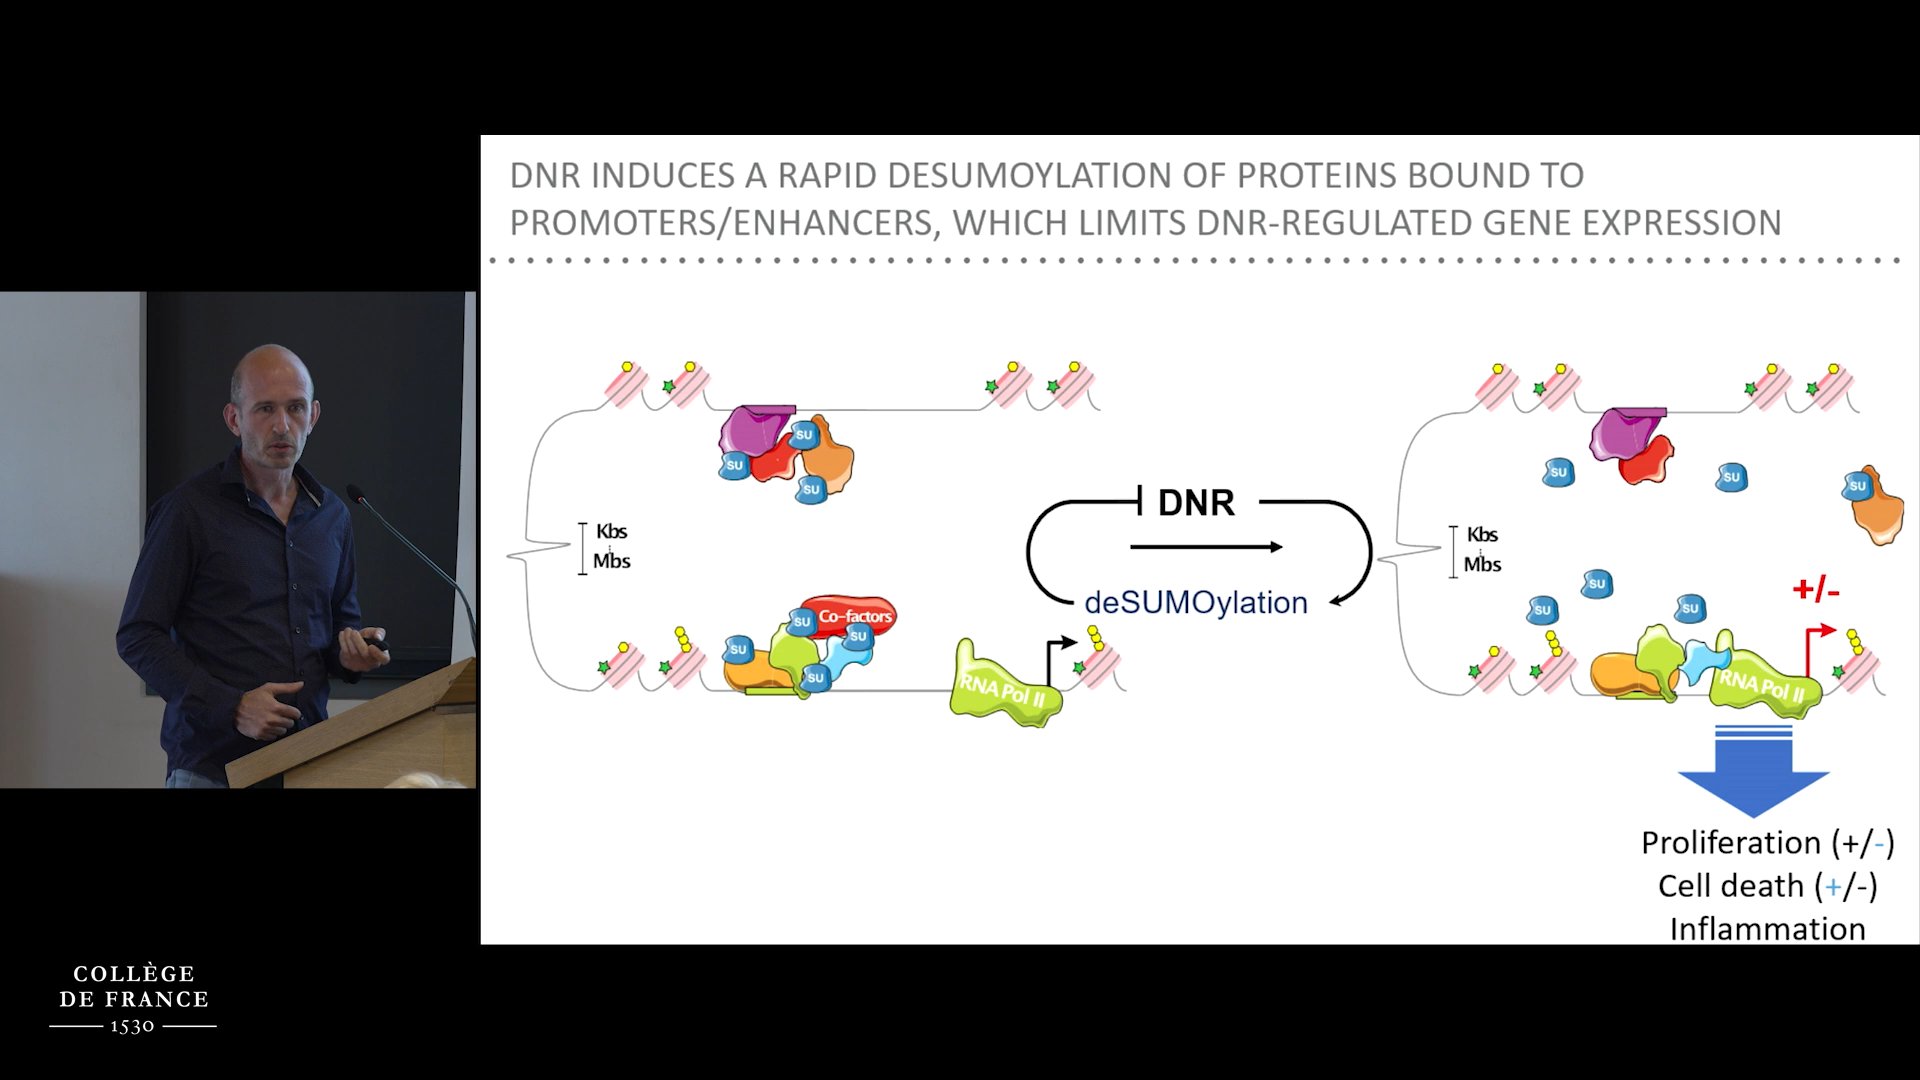 DNR INDUCES A RAPID DESUMOYLATION OF PROTEINS BOUND TO
PROMOTERS/ENHANCERS, WHICH LIMITS DNR-REGULATED GENE EXPRESSION
SU
SU
SU
Kbs
Mbs
SU
Co-factors
SU
SU
SU
RNA Pol II
DNR
deSUMOylation
SU
SU
SU
Kbs
Mbs
SU
SU
SU
+/-
RNA Pol II
Proliferation (+/-)
Cell death (+/-)
Inflammation
COLLÈGE
DE FRANCE
1530